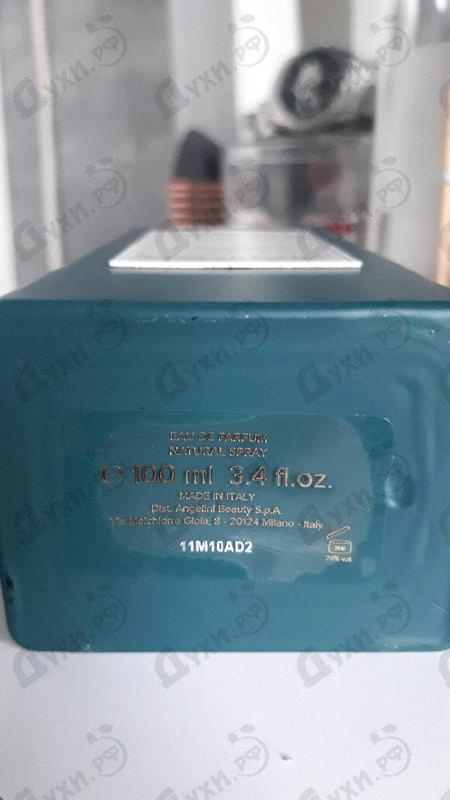 EAU DE PARFUM
NATURAL SPRAY
℮ 100 ml 3.4 fl.oz.
MADE IN ITALY
Dist. Angelini Beauty S.p.A.
Via Melchiorre Gioia, 8 - 20124 Milano - Italy
11M10AD2
Духи.рф